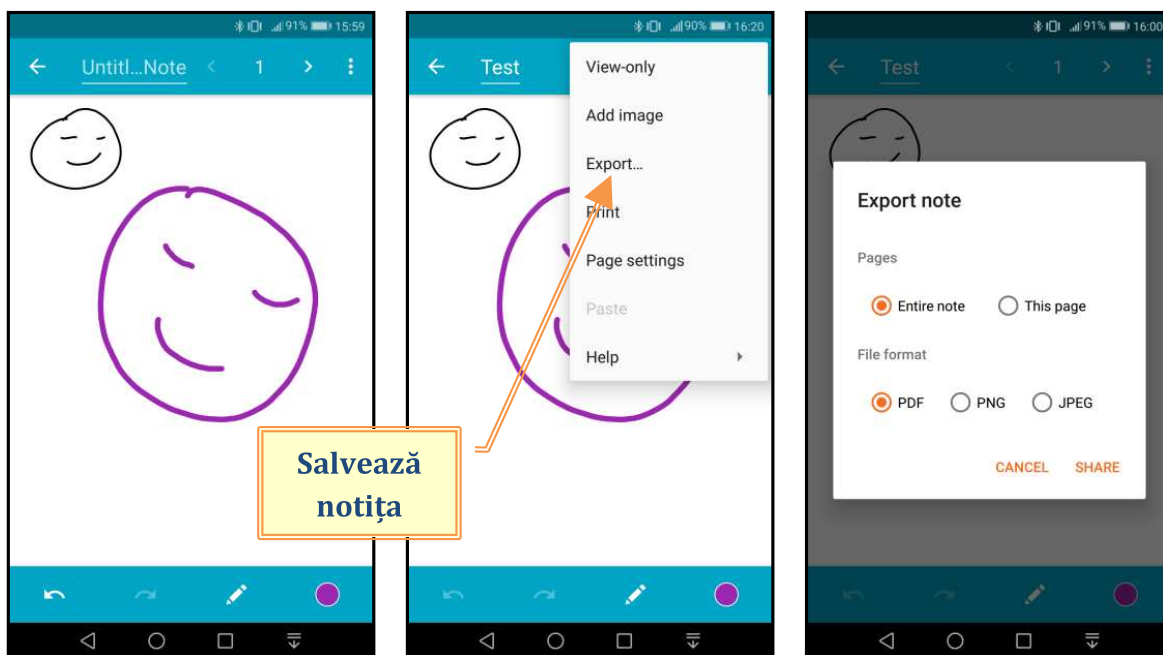 91% 15:59
Untitl...Note < 1 >
90% 16:20
Test
View-only
Add image
Export...
Print
Page settings
Paste
Help
91% 16:00
Test < 1 >
Export note
Pages
Entire note This page
File format
PDF PNG JPEG
CANCEL SHARE
Salvează
notița